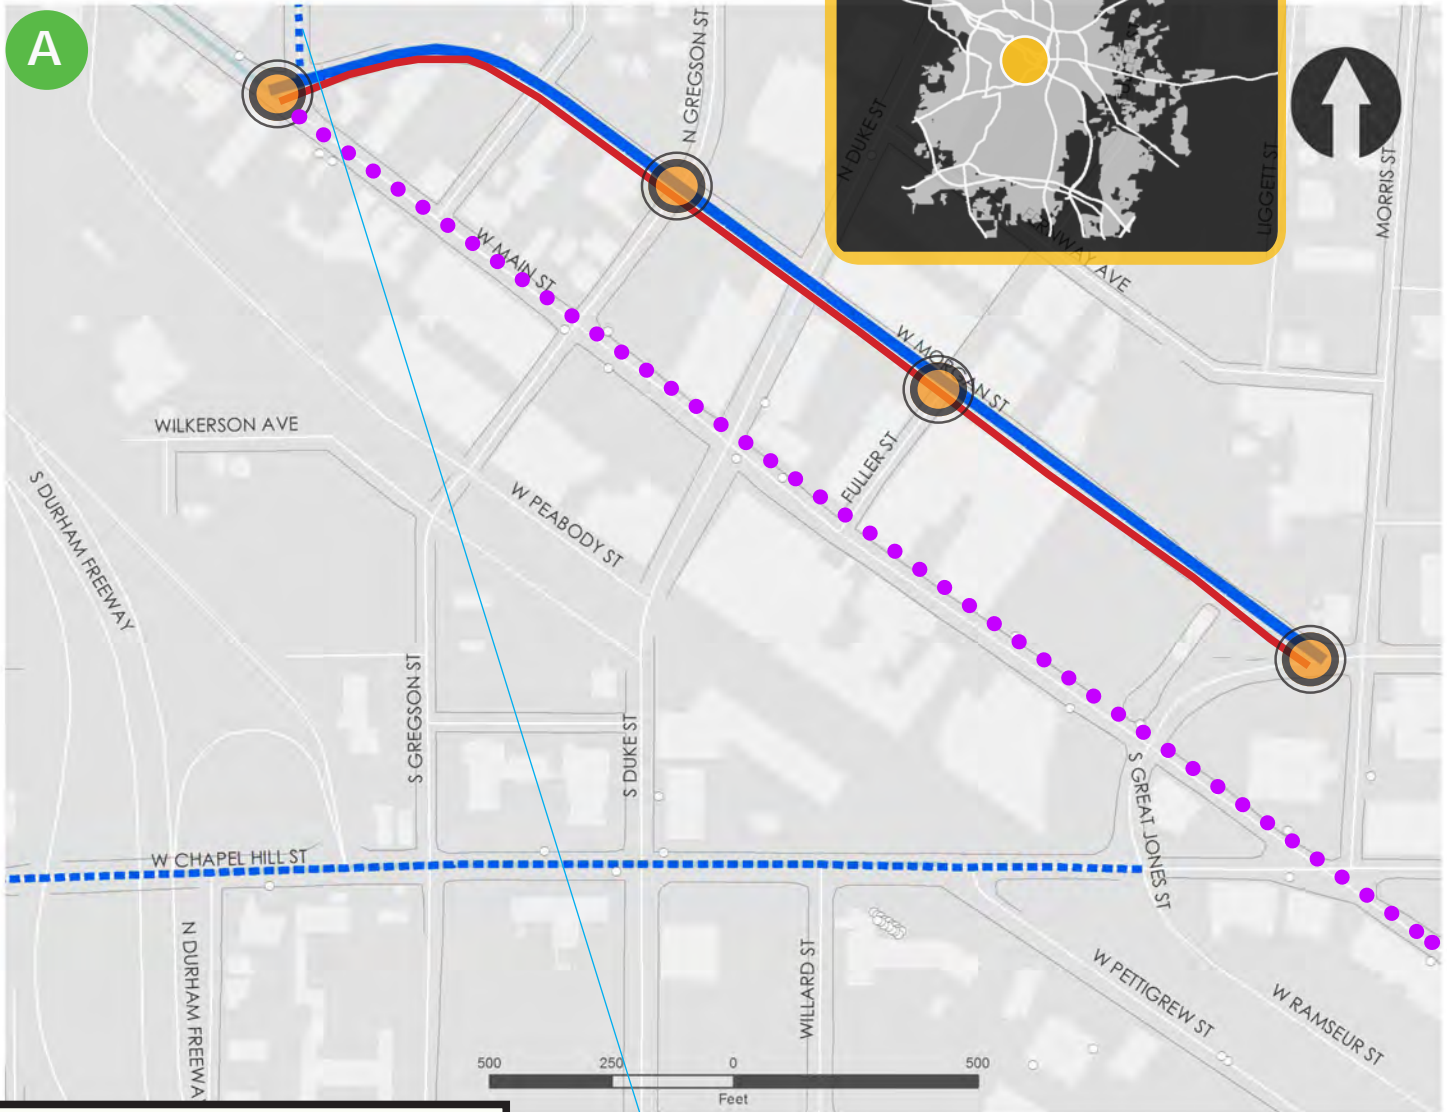 A
N GREGSON ST
N DUKE ST
LIGGETT ST
MORRIS ST
W MAIN ST
W MORGAN ST
WILKERSON AVE
FULLER ST
W PEABODY ST
S DURHAM FREEWAY
S GREGSON ST
S DUKE ST
S GREAT JONES ST
W CHAPEL HILL ST
N DURHAM FREEWA
WILLARD ST
W PETTIGREW ST
W RAMSEUR ST
500 250 0 500
Feet